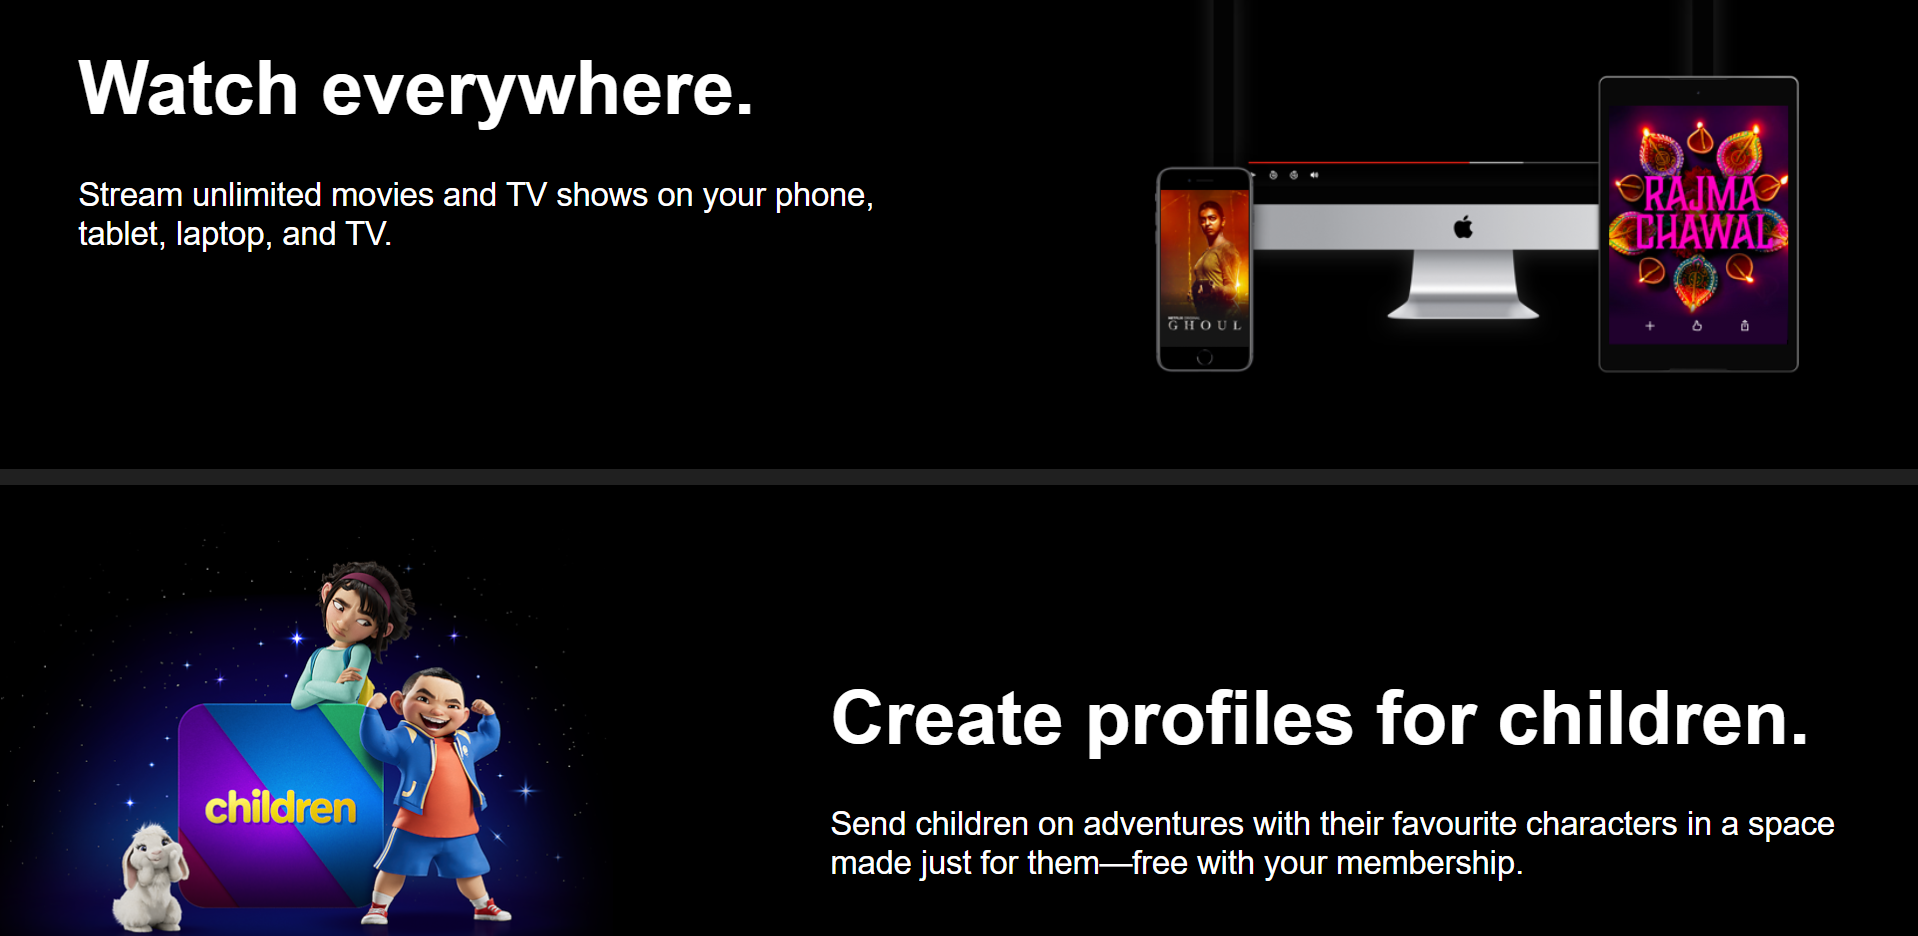 Watch everywhere.
Stream unlimited movies and TV shows on your phone,
tablet, laptop, and TV.
NETFLIX ORIGINAL
GHOUL
RAJMA
CHAWAL
children
Create profiles for children.
Send children on adventures with their favourite characters in a space
made just for them—free with your membership.